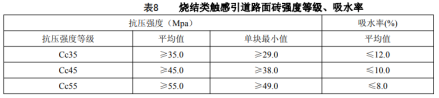 表8 烧结类触感引道路面砖强度等级、吸水率
抗压强度（Mpa） 吸水率(%)
抗压强度等级 平均值 单块最小值 平均值
Cc35 ≥35.0 ≥29.0 ≤12.0
Cc45 ≥45.0 ≥38.0 ≤10.0
Cc55 ≥55.0 ≥49.0 ≤8.0